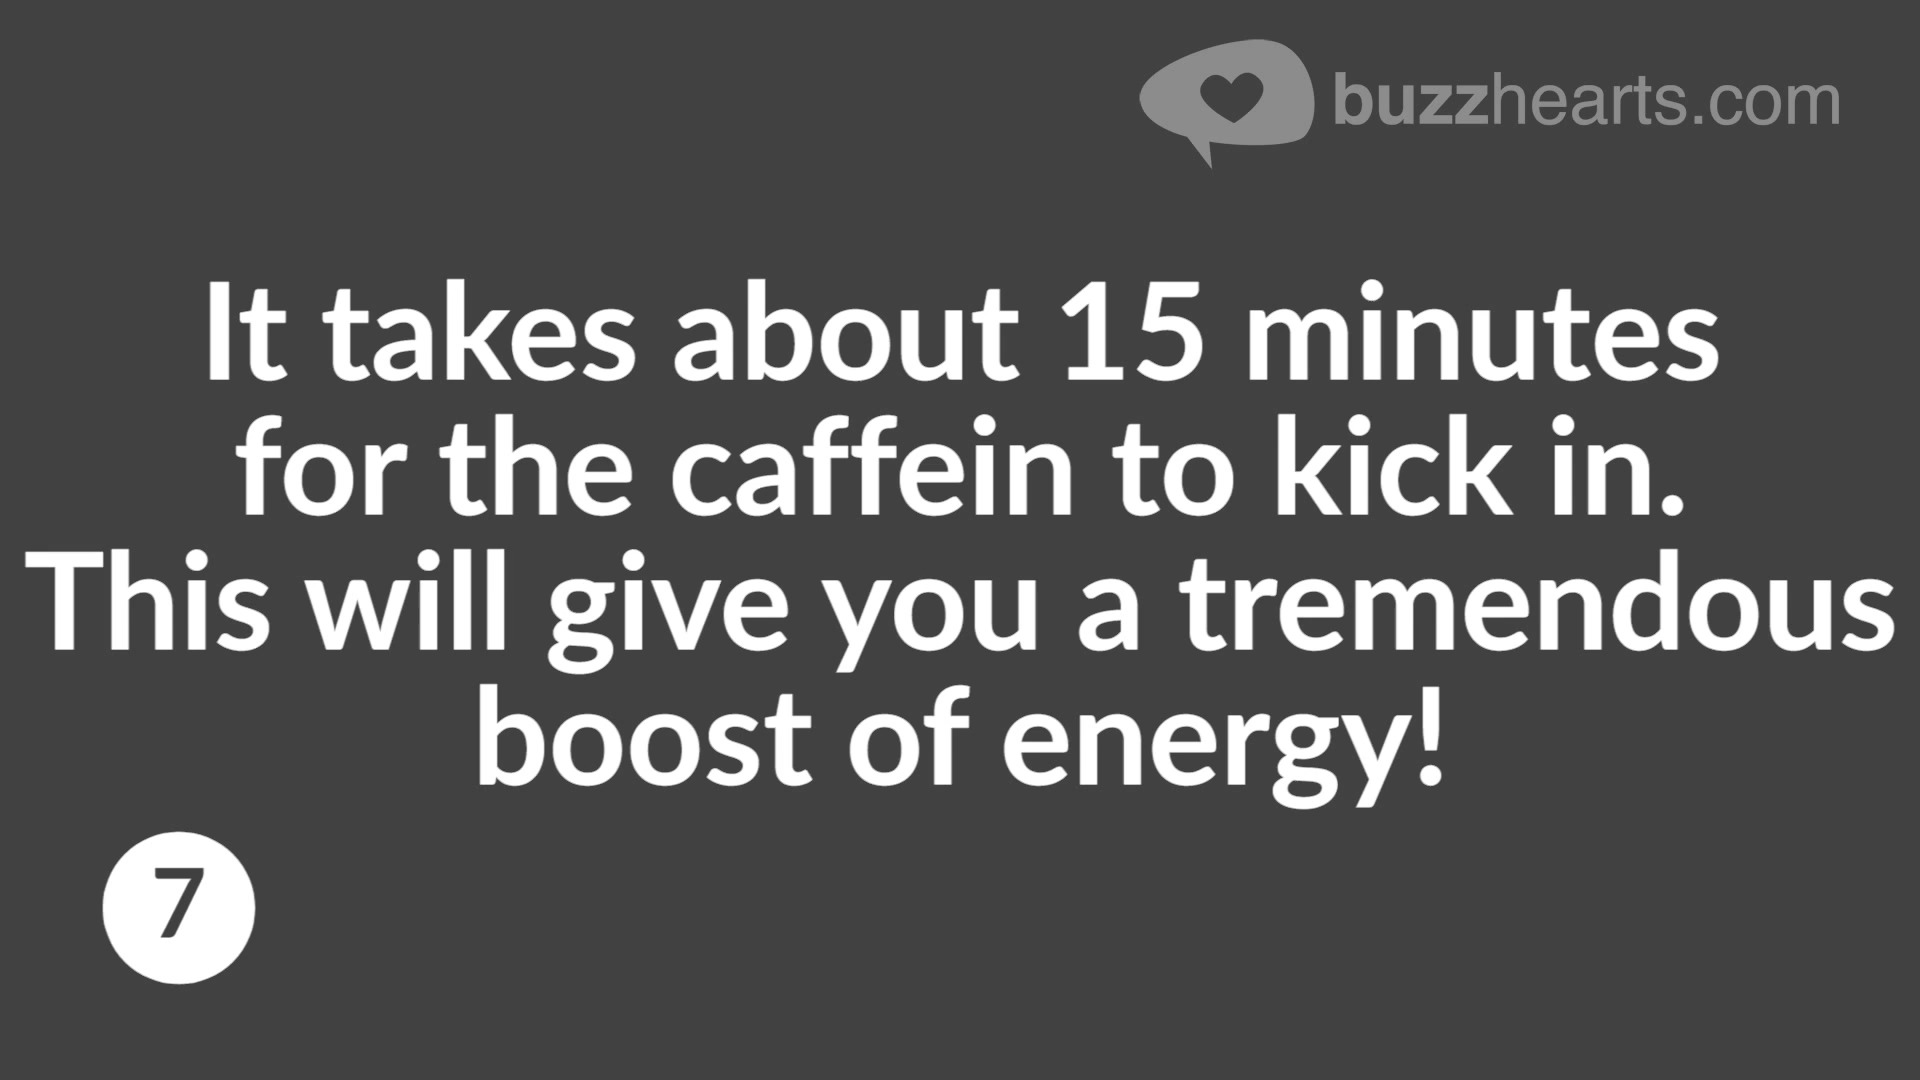 buzzhearts.com
It takes about 15 minutes
for the caffein to kick in.
This will give you a tremendous
boost of energy!
7